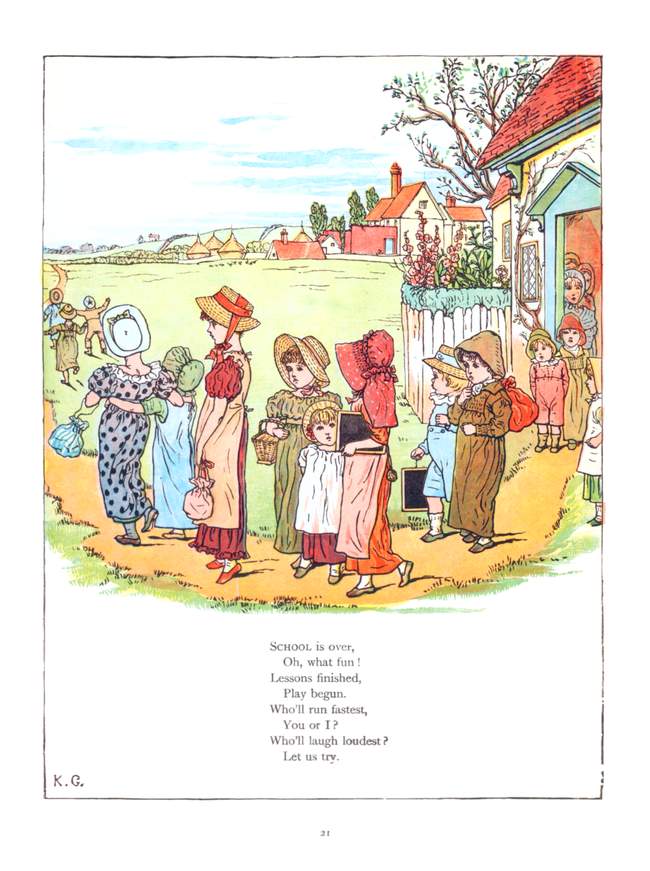 School is over,
Oh, what fun!
Lessons finished,
Play begun.
Who'll run fastest,
You or I?
Who'll laugh loudest?
Let us try.
K. G.
21